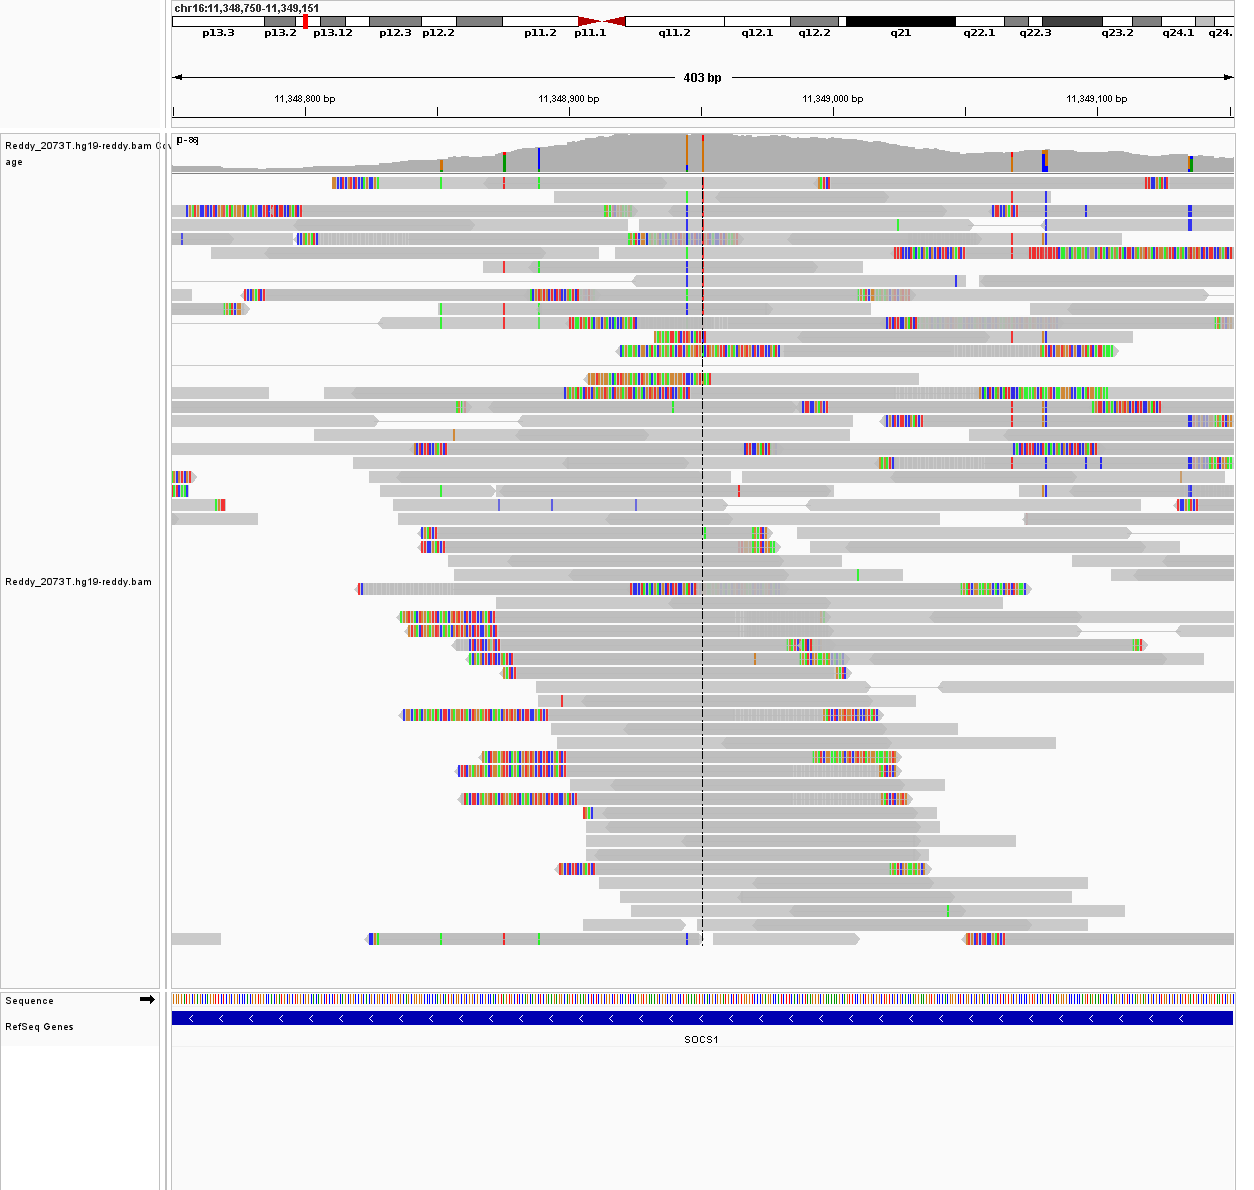 chr16:11,348,750-11,349,151
p13.3 p13.2 p13.12 p12.3 p12.2 p11.2 p11.1 q11.2 q12.1 q12.2 q21 q22.1 q22.3 q23.2 q24.1 q24.
403 bp
11,348,800 bp 11,348,900 bp 11,349,000 bp 11,349,100 bp
Reddy_2073T.hg19-reddy.bam Cov
age
[0-86]
Reddy_2073T.hg19-reddy.bam
Sequence
RefSeq Genes
SOCS1